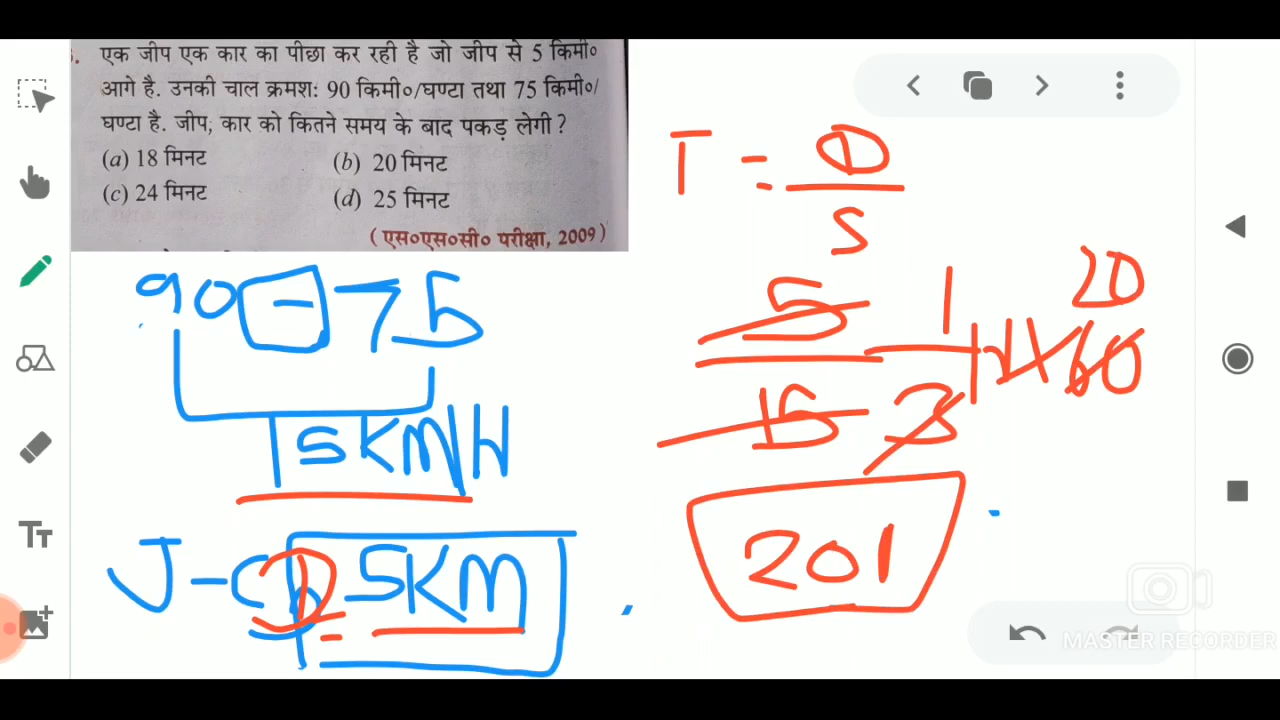 एक जीप एक कार का पीछा कर रही है जो जीप से 5 किमी०
आगे है. उनकी चाल क्रमश: 90 किमी०/घण्टा तथा 75 किमी०/
घण्टा है. जीप, कार को कितने समय के बाद पकड़ लेगी ?
(a) 18 मिनट (b) 20 मिनट
(c) 24 मिनट (d) 25 मिनट
(एस०एस०सी० परीक्षा, 2009)
90 - 75
15KM/H
5KM
T = D
S
5 1 20
60
15 3
20
TT
MASTER RECORDER